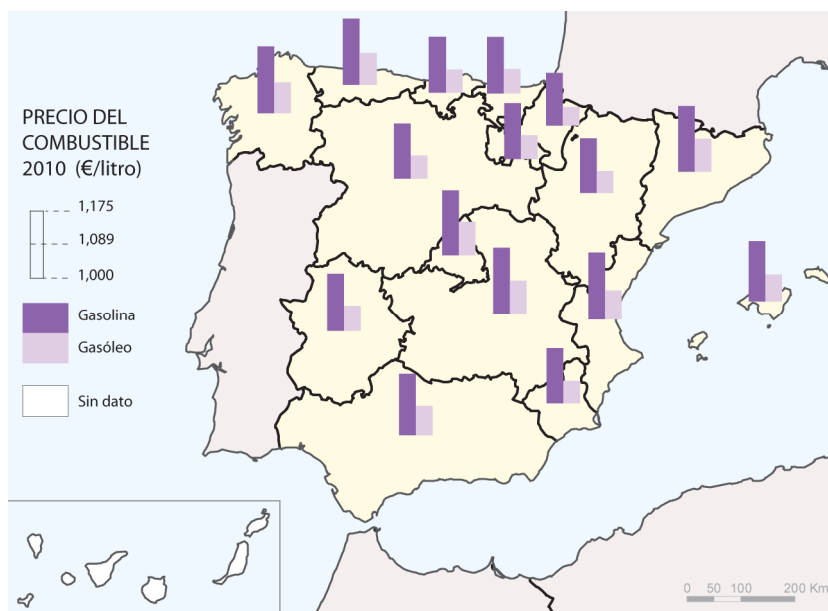 PRECIO DEL
COMBUSTIBLE
2010 (€/litro)
1,175
1,089
1,000
Gasolina
Gasóleo
Sin dato
0 50 100 200 Km